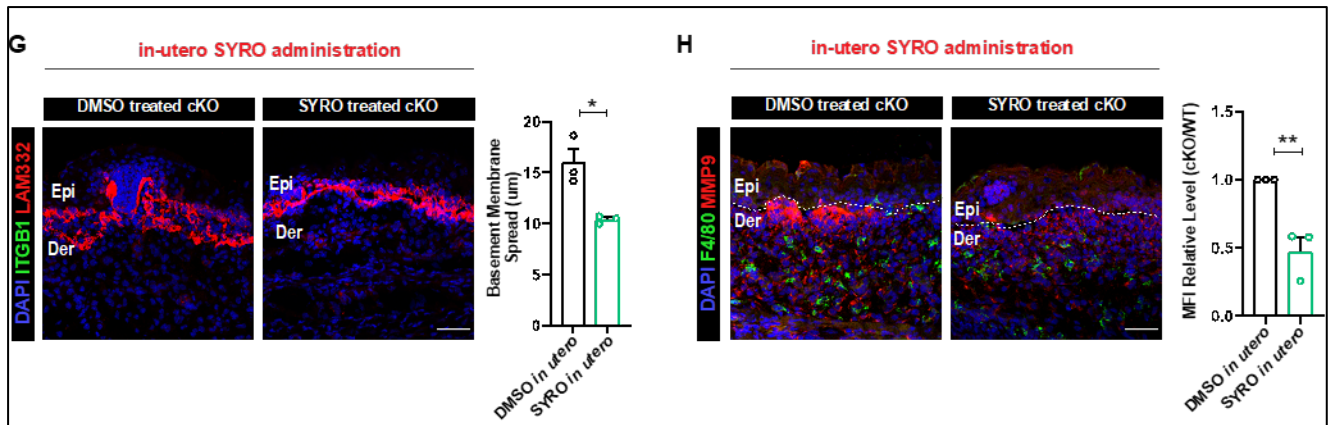 G
in-utero SYRO administration
DMSO treated cKO
SYRO treated cKO
DAPI ITGB1 LAM332
Epi
Der
Epi
Der
Basement Membrane
Spread (um)
20
15
10
5
0
*
DMSO in utero
SYRO in utero
H
in-utero SYRO administration
DMSO treated cKO
SYRO treated cKO
DAPI F4/80 MMP9
Epi
Der
Epi
Der
MFI Relative Level (cKO/WT)
1.5
1.0
0.5
0.0
**
DMSO in utero
SYRO in utero